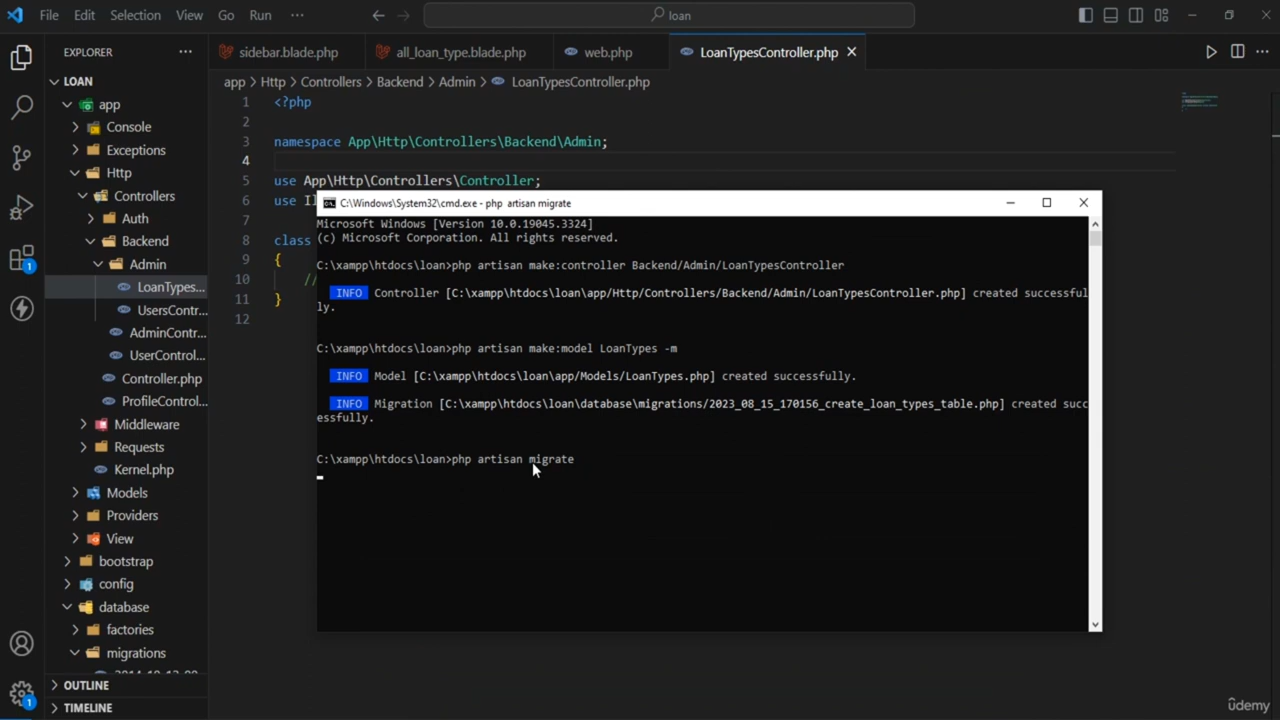 File Edit Selection View Go Run ··· loan
EXPLORER ···
sidebar.blade.php all_loan_type.blade.php web.php LoanTypesController.php
LOAN
app > Http > Controllers > Backend > Admin > LoanTypesController.php
app
Console
Exceptions
Http
Controllers
Auth
Backend
Admin
LoanTypes...
UsersContr...
AdminContr...
UserControl...
Controller.php
ProfileControl...
Middleware
Requests
Kernel.php
Models
Providers
View
bootstrap
config
database
factories
migrations
OUTLINE
TIMELINE
1 <?php
2
3 namespace App\Http\Controllers\Backend\Admin;
4
5 use App\Http\Controllers\Controller;
6 use
7
8 class
9 {
10 //
11 }
12
C:\Windows\System32\cmd.exe - php artisan migrate
Microsoft Windows [Version 10.0.19045.3324]
(c) Microsoft Corporation. All rights reserved.
C:\xampp\htdocs\loan>php artisan make:controller Backend/Admin/LoanTypesController
INFO Controller [C:\xampp\htdocs\loan\app/Http/Controllers/Backend/Admin/LoanTypesController.php] created successful
ly.
C:\xampp\htdocs\loan>php artisan make:model LoanTypes -m
INFO Model [C:\xampp\htdocs\loan\app/Models/LoanTypes.php] created successfully.
INFO Migration [C:\xampp\htdocs\loan\database\migrations/2023_08_15_170156_create_loan_types_table.php] created succ
essfully.
C:\xampp\htdocs\loan>php artisan migrate
1
1
ûdemy